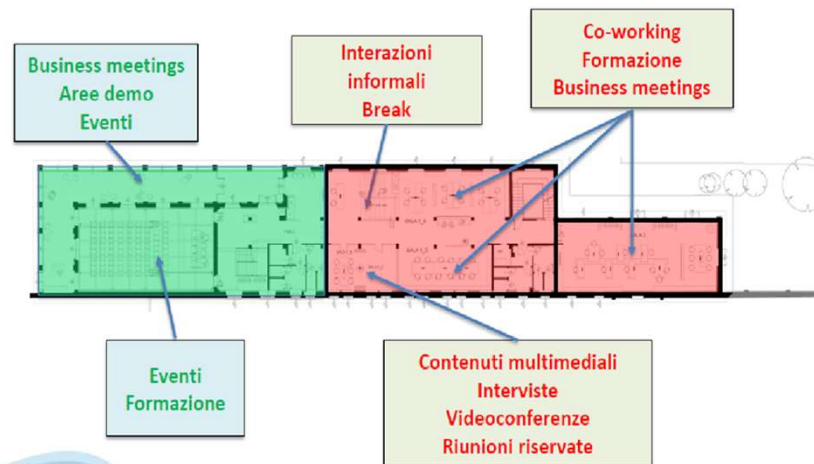 Business meetings
Aree demo
Eventi
Interazioni
informali
Break
Co-working
Formazione
Business meetings
Eventi
Formazione
Contenuti multimediali
Interviste
Videoconferenze
Riunioni riservate